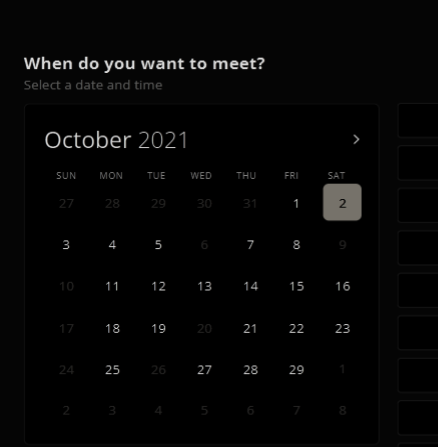 When do you want to meet?
Select a date and time
October 2021
SUN MON TUE WED THU FRI SAT
27 28 29 30 31 1 2
3 4 5 6 7 8 9
10 11 12 13 14 15 16
17 18 19 20 21 22 23
24 25 26 27 28 29 1
2 3 4 5 6 7 8